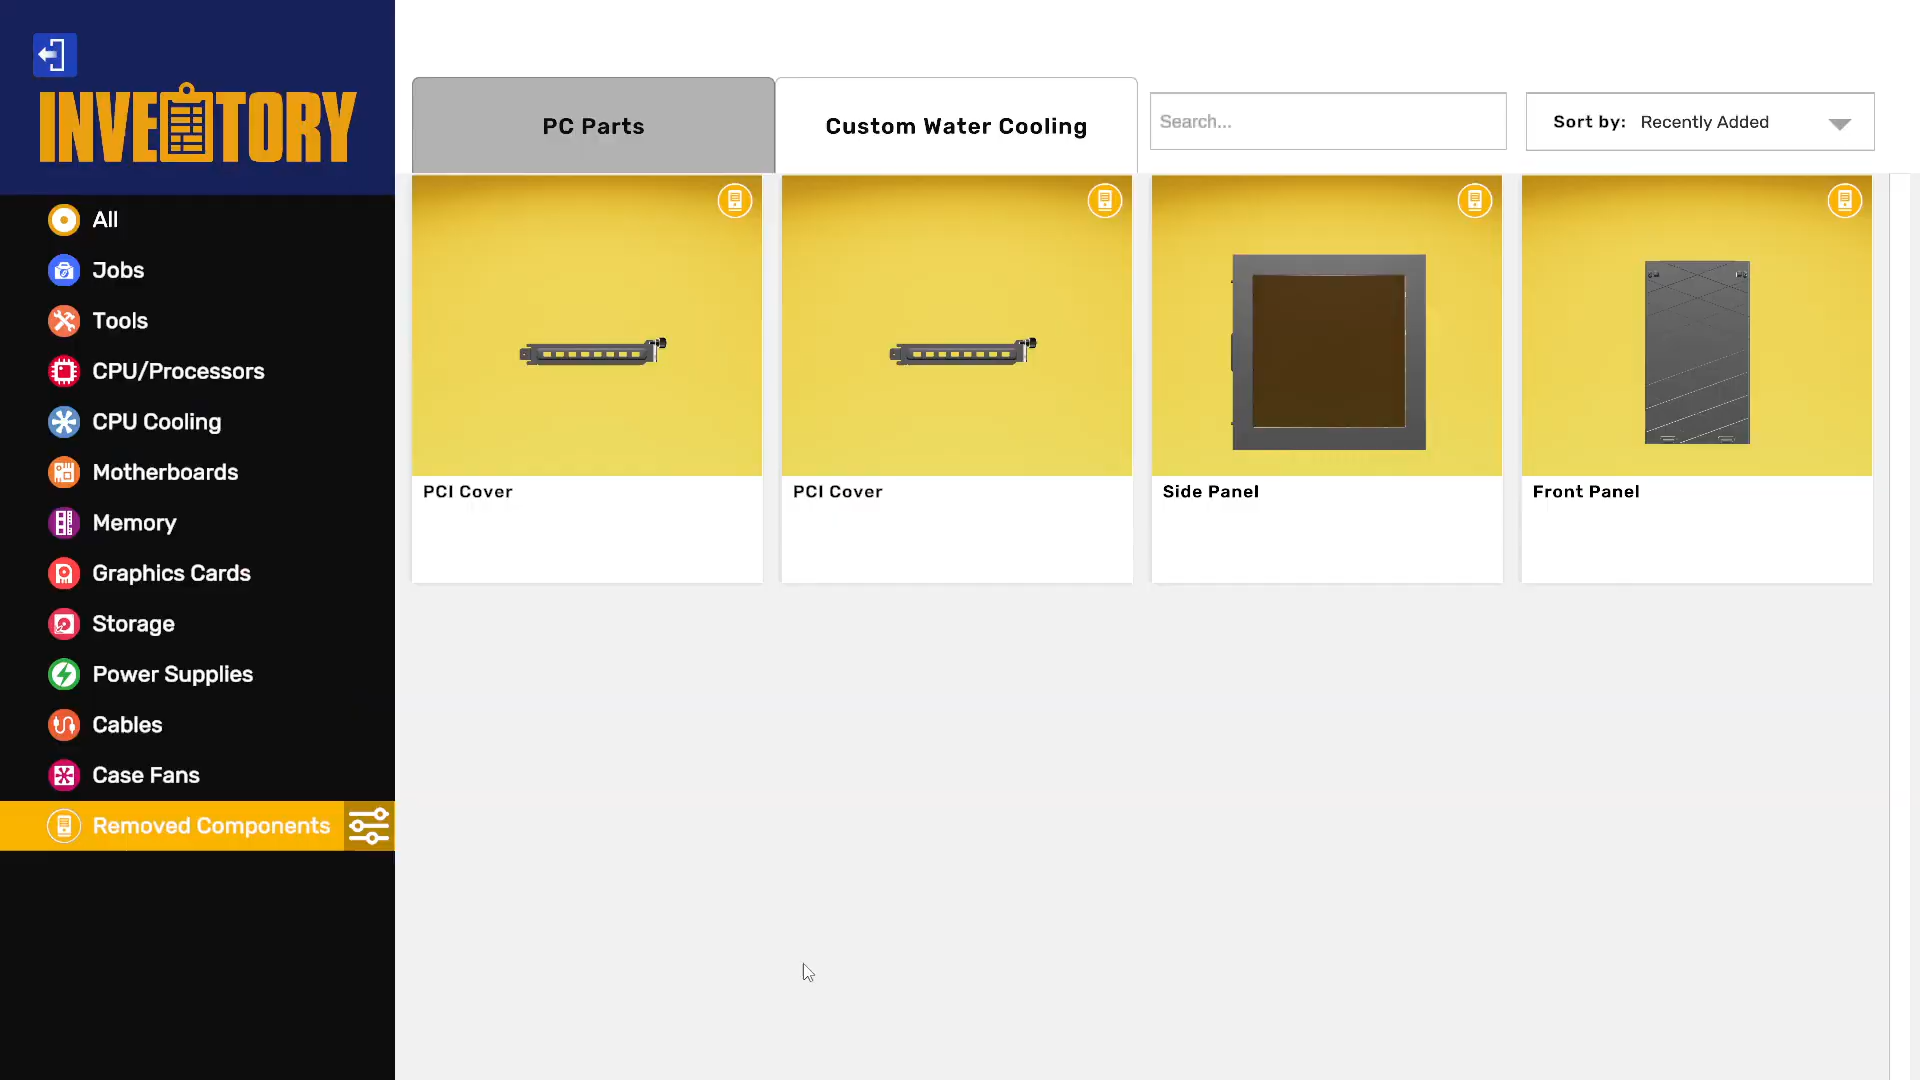 INVENTORY
All
Jobs
Tools
CPU/Processors
CPU Cooling
Motherboards
Memory
Graphics Cards
Storage
Power Supplies
Cables
Case Fans
Removed Components
PC Parts
Custom Water Cooling
Search...
Sort by: Recently Added
PCI Cover
PCI Cover
Side Panel
Front Panel